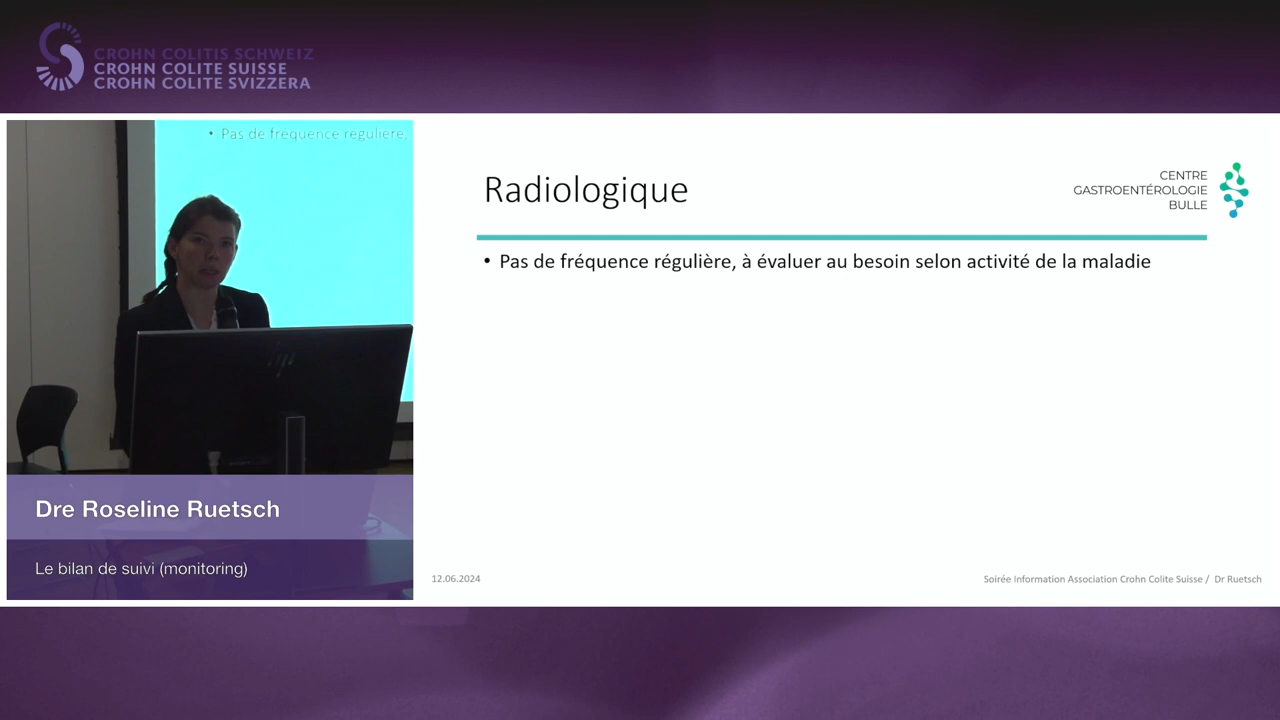 CROHN COLITIS SCHWEIZ
CROHN COLITE SUISSE
CROHN COLITE SVIZZERA
• Pas de fréquence régulière,
Radiologique
CENTRE
GASTROENTÉROLOGIE
BULLE
• Pas de fréquence régulière, à évaluer au besoin selon activité de la maladie
hp
Dre Roseline Ruetsch
Le bilan de suivi (monitoring)
12.06.2024
Soirée Information Association Crohn Colite Suisse / Dr Ruetsch